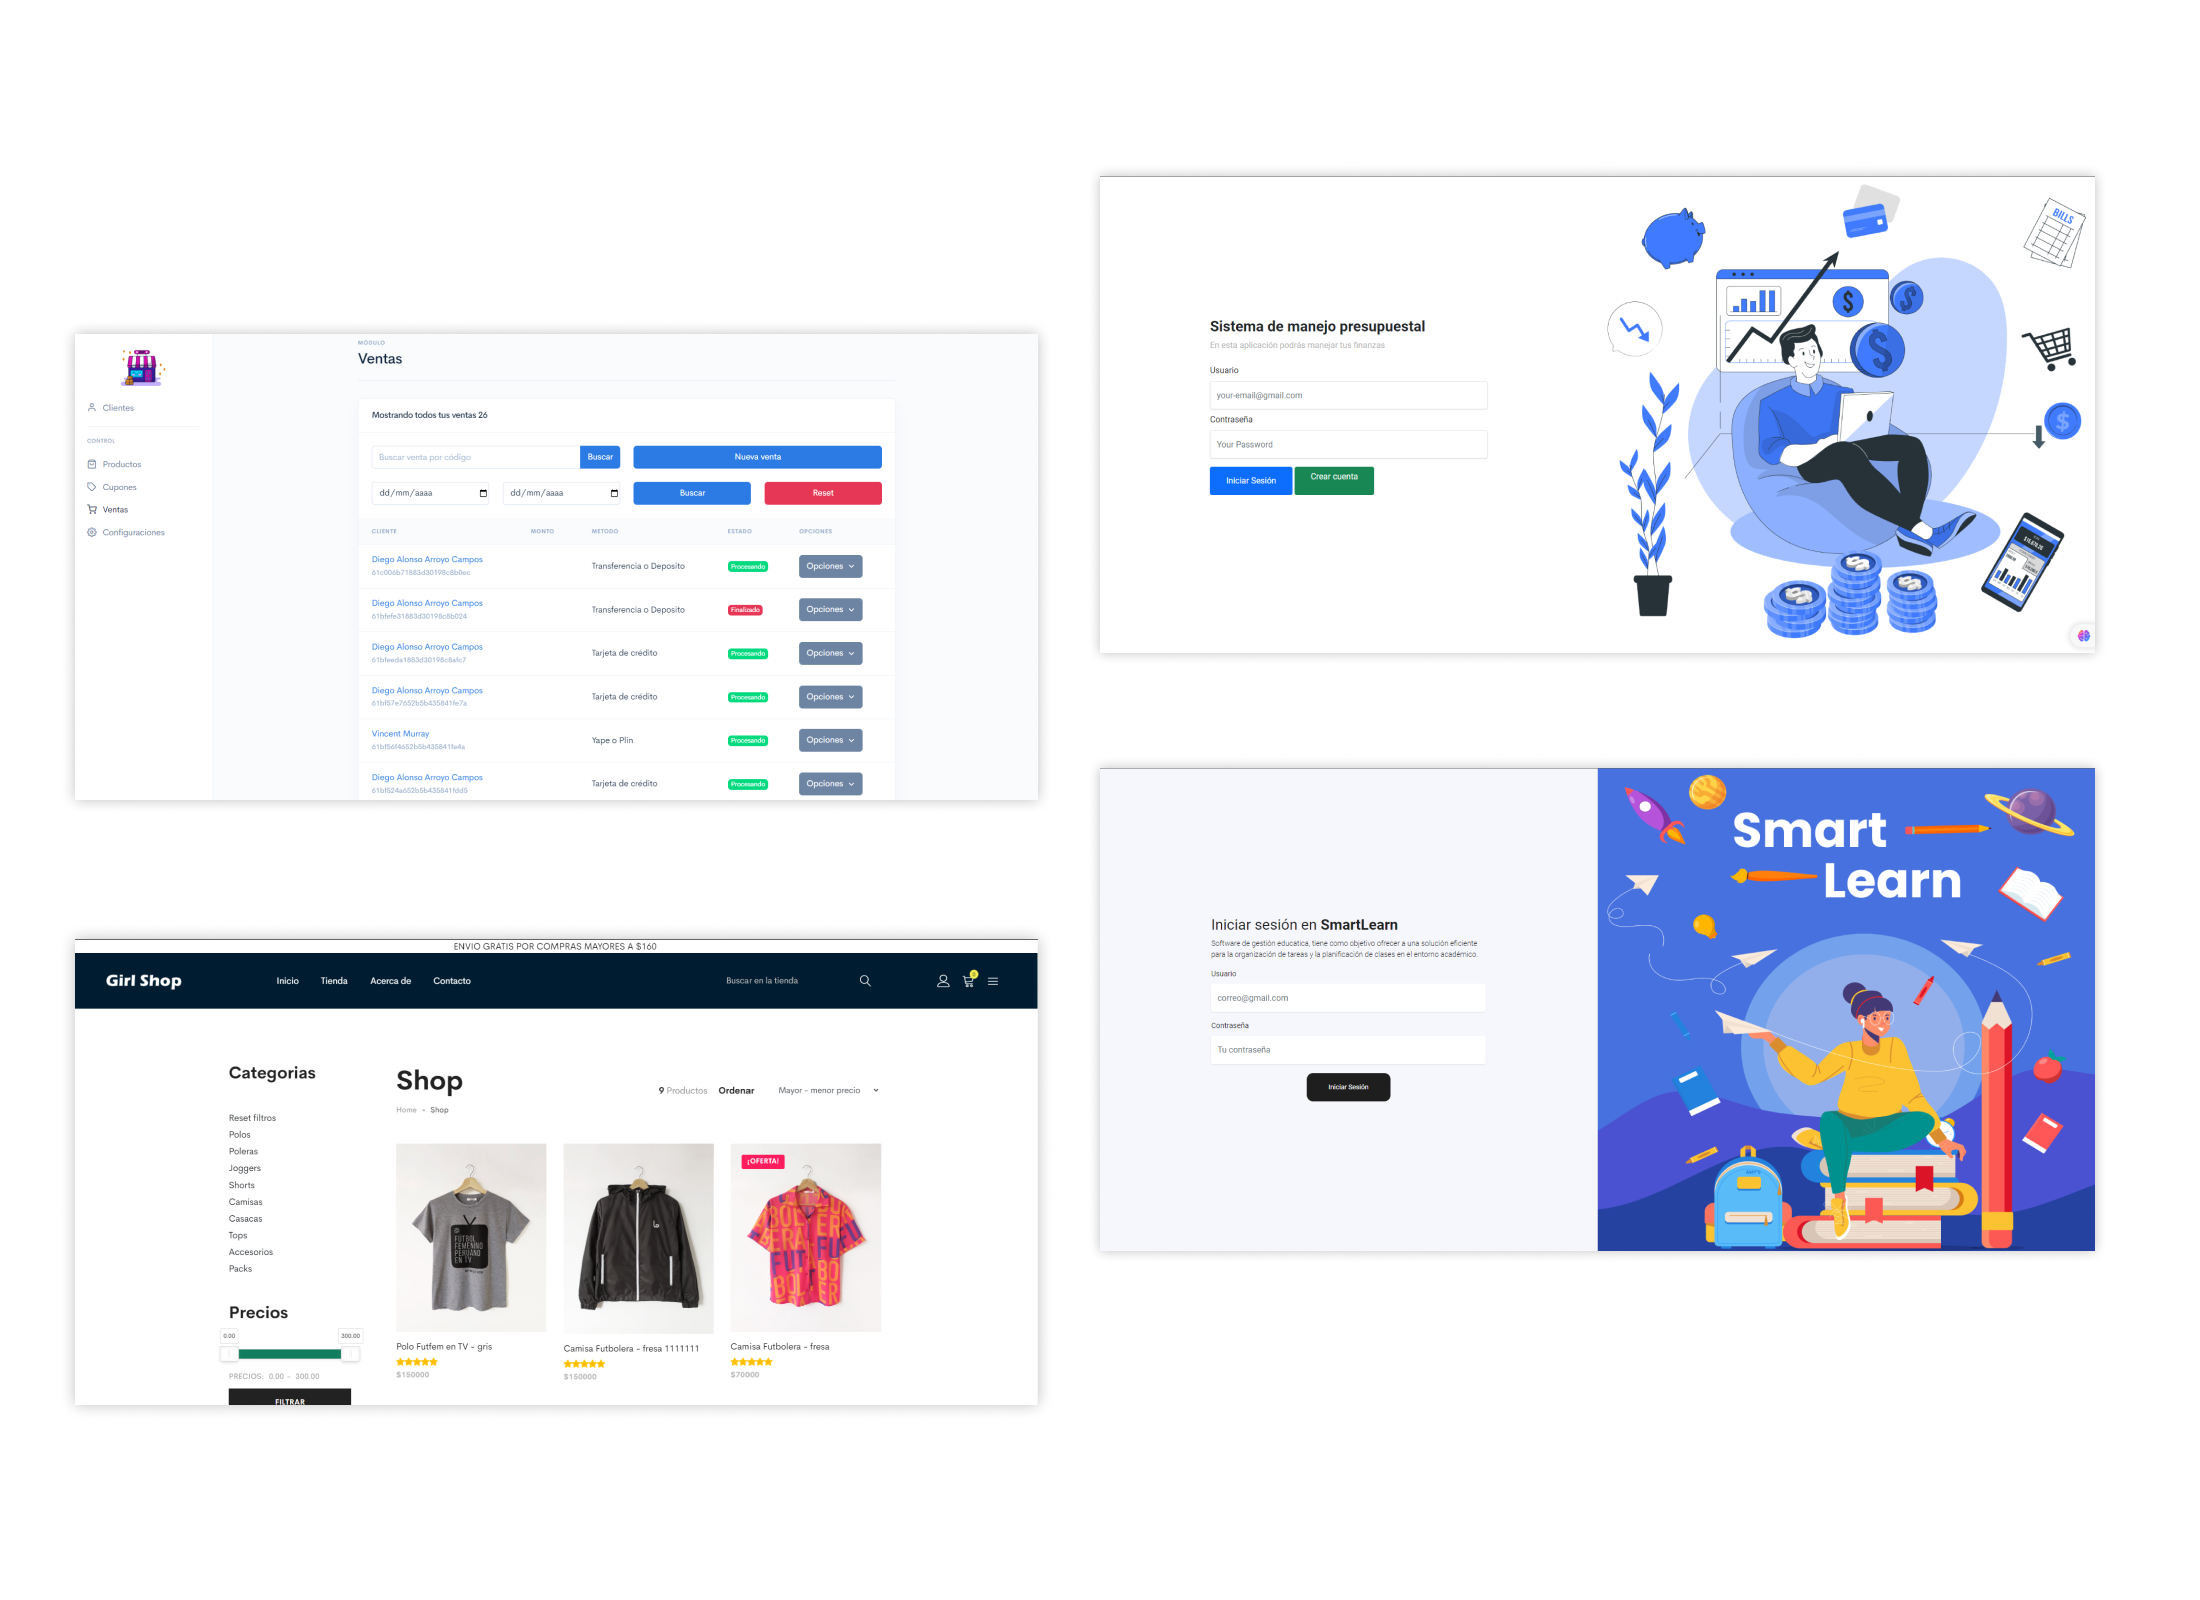 MÓDULO
Ventas
Clientes
CONTROL
Productos
Cupones
Ventas
Configuraciones
Mostrando todos tus ventas 26
Buscar venta por código
Buscar
Nueva venta
dd/mm/aaaa
dd/mm/aaaa
Buscar
Reset
CLIENTE MONTO METODO ESTADO OPCIONES
Diego Alonso Arroyo Campos
61c006b71883d30198c8b0ec
Transferencia o Deposito Procesando Opciones
Diego Alonso Arroyo Campos
61bfefe31883d30198c8b024
Transferencia o Deposito Finalizado Opciones
Diego Alonso Arroyo Campos
61bfeeda1883d30198c8afc7
Tarjeta de crédito Procesando Opciones
Diego Alonso Arroyo Campos
61bf57e7652b5b435841fe7a
Tarjeta de crédito Procesando Opciones
Vincent Murray
61bf56f4652b5b435841fe4a
Yape o Plin Procesando Opciones
Diego Alonso Arroyo Campos
61bf524a652b5b435841fdd5
Tarjeta de crédito Procesando Opciones
Sistema de manejo presupuestal
En esta aplicación podrás manejar tus finanzas
Usuario
your-email@gmail.com
Contraseña
Your Password
Iniciar Sesión
Crear cuenta
BILLS
ENVIO GRATIS POR COMPRAS MAYORES A $160
Girl Shop
Inicio Tienda Acerca de Contacto
Buscar en la tienda
0
Categorias
Reset filtros
Polos
Poleras
Joggers
Shorts
Camisas
Casacas
Tops
Accesorios
Packs
Precios
0.00 300.00
PRECIOS: 0.00 - 300.00
FILTRAR
Shop
Home • Shop
9 Productos Ordenar Mayor - menor precio
¡OFERTA!
FUTBOL
FEMENINO
PERUANO
EN TV
Polo Futfem en TV - gris
$150000
Camisa Futbolera - fresa 1111111
$150000
Camisa Futbolera - fresa
$70000
Iniciar sesión en SmartLearn
Software de gestión educatica, tiene como objetivo ofrecer a una solución eficiente
para la organización de tareas y la planificación de clases en el entorno académico.
Usuario
correo@gmail.com
Contraseña
Tu contraseña
Iniciar Sesión
Smart
Learn